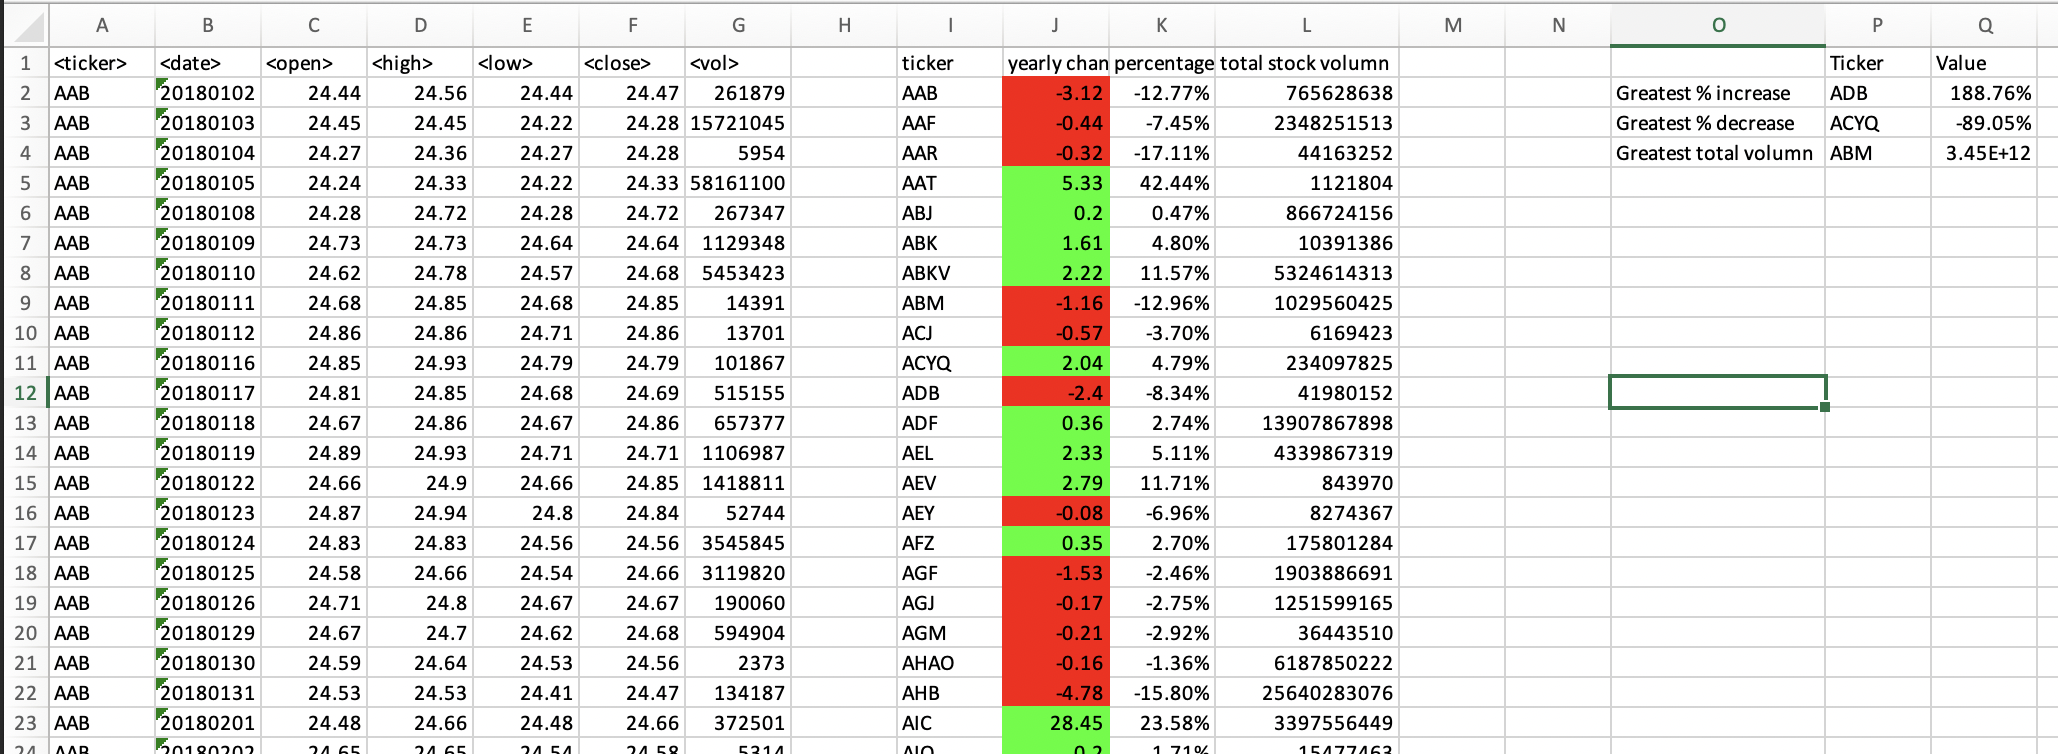 A B C D E F G H I J K L M N O P Q
1 <ticker> <date> <open> <high> <low> <close> <vol> ticker yearly chan percentage total stock volumn Ticker Value
2 AAB 20180102 24.44 24.56 24.44 24.47 261879 AAB -3.12 -12.77% 765628638 Greatest % increase ADB 188.76%
3 AAB 20180103 24.45 24.45 24.22 24.28 15721045 AAF -0.44 -7.45% 2348251513 Greatest % decrease ACYQ -89.05%
4 AAB 20180104 24.27 24.36 24.27 24.28 5954 AAR -0.32 -17.11% 44163252 Greatest total volumn ABM 3.45E+12
5 AAB 20180105 24.24 24.33 24.22 24.33 58161100 AAT 5.33 42.44% 1121804
6 AAB 20180108 24.28 24.72 24.28 24.72 267347 ABJ 0.2 0.47% 866724156
7 AAB 20180109 24.73 24.73 24.64 24.64 1129348 ABK 1.61 4.80% 10391386
8 AAB 20180110 24.62 24.78 24.57 24.68 5453423 ABKV 2.22 11.57% 5324614313
9 AAB 20180111 24.68 24.85 24.68 24.85 14391 ABM -1.16 -12.96% 1029560425
10 AAB 20180112 24.86 24.86 24.71 24.86 13701 ACJ -0.57 -3.70% 6169423
11 AAB 20180116 24.85 24.93 24.79 24.79 101867 ACYQ 2.04 4.79% 234097825
12 AAB 20180117 24.81 24.85 24.68 24.69 515155 ADB -2.4 -8.34% 41980152
13 AAB 20180118 24.67 24.86 24.67 24.86 657377 ADF 0.36 2.74% 13907867898
14 AAB 20180119 24.89 24.93 24.71 24.71 1106987 AEL 2.33 5.11% 4339867319
15 AAB 20180122 24.66 24.9 24.66 24.85 1418811 AEV 2.79 11.71% 843970
16 AAB 20180123 24.87 24.94 24.8 24.84 52744 AEY -0.08 -6.96% 8274367
17 AAB 20180124 24.83 24.83 24.56 24.56 3545845 AFZ 0.35 2.70% 175801284
18 AAB 20180125 24.58 24.66 24.54 24.66 3119820 AGF -1.53 -2.46% 1903886691
19 AAB 20180126 24.71 24.8 24.67 24.67 190060 AGJ -0.17 -2.75% 1251599165
20 AAB 20180129 24.67 24.7 24.62 24.68 594904 AGM -0.21 -2.92% 36443510
21 AAB 20180130 24.59 24.64 24.53 24.56 2373 AHAO -0.16 -1.36% 6187850222
22 AAB 20180131 24.53 24.53 24.41 24.47 134187 AHB -4.78 -15.80% 25640283076
23 AAB 20180201 24.48 24.66 24.48 24.66 372501 AIC 28.45 23.58% 3397556449
24 AAB 20180202 24.65 24.65 24.54 24.58 5314 0.2 1.71% 15477463